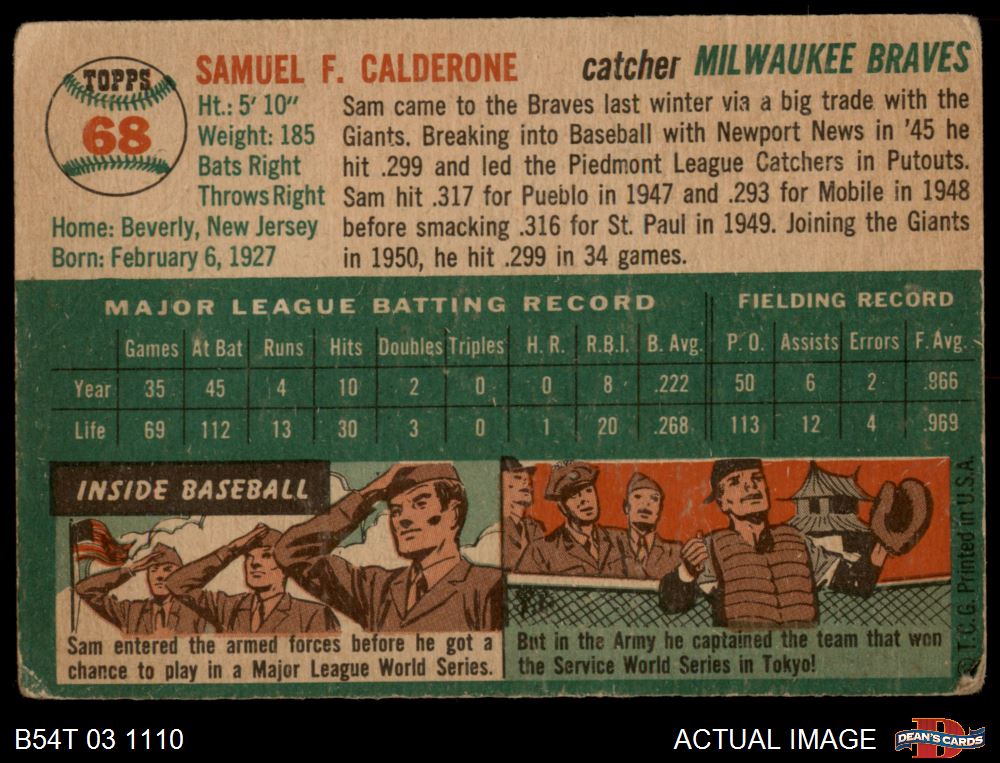 TOPPS
68
SAMUEL F. CALDERONE catcher MILWAUKEE BRAVES
Ht.: 5' 10"
Weight: 185
Bats Right
Throws Right
Home: Beverly, New Jersey
Born: February 6, 1927
Sam came to the Braves last winter via a big trade with the
Giants. Breaking into Baseball with Newport News in '45 he
hit .299 and led the Piedmont League Catchers in Putouts.
Sam hit .317 for Pueblo in 1947 and .293 for Mobile in 1948
before smacking .316 for St. Paul in 1949. Joining the Giants
in 1950, he hit .299 in 34 games.
MAJOR LEAGUE BATTING RECORD FIELDING RECORD
Games At Bat Runs Hits Doubles Triples H. R. R.B.I. B. Avg. P. O. Assists Errors F. Avg.
Year 35 45 4 10 2 0 0 8 .222 50 6 2 .966
Life 69 112 13 30 3 0 1 20 .268 113 12 4 .969
INSIDE BASEBALL
Sam entered the armed forces before he got a
chance to play in a Major League World Series.
But in the Army he captained the team that won
the Service World Series in Tokyo!
© T.C.G. Printed in U.S.A.
B54T 03 1110 ACTUAL IMAGE
DEAN'S CARDS